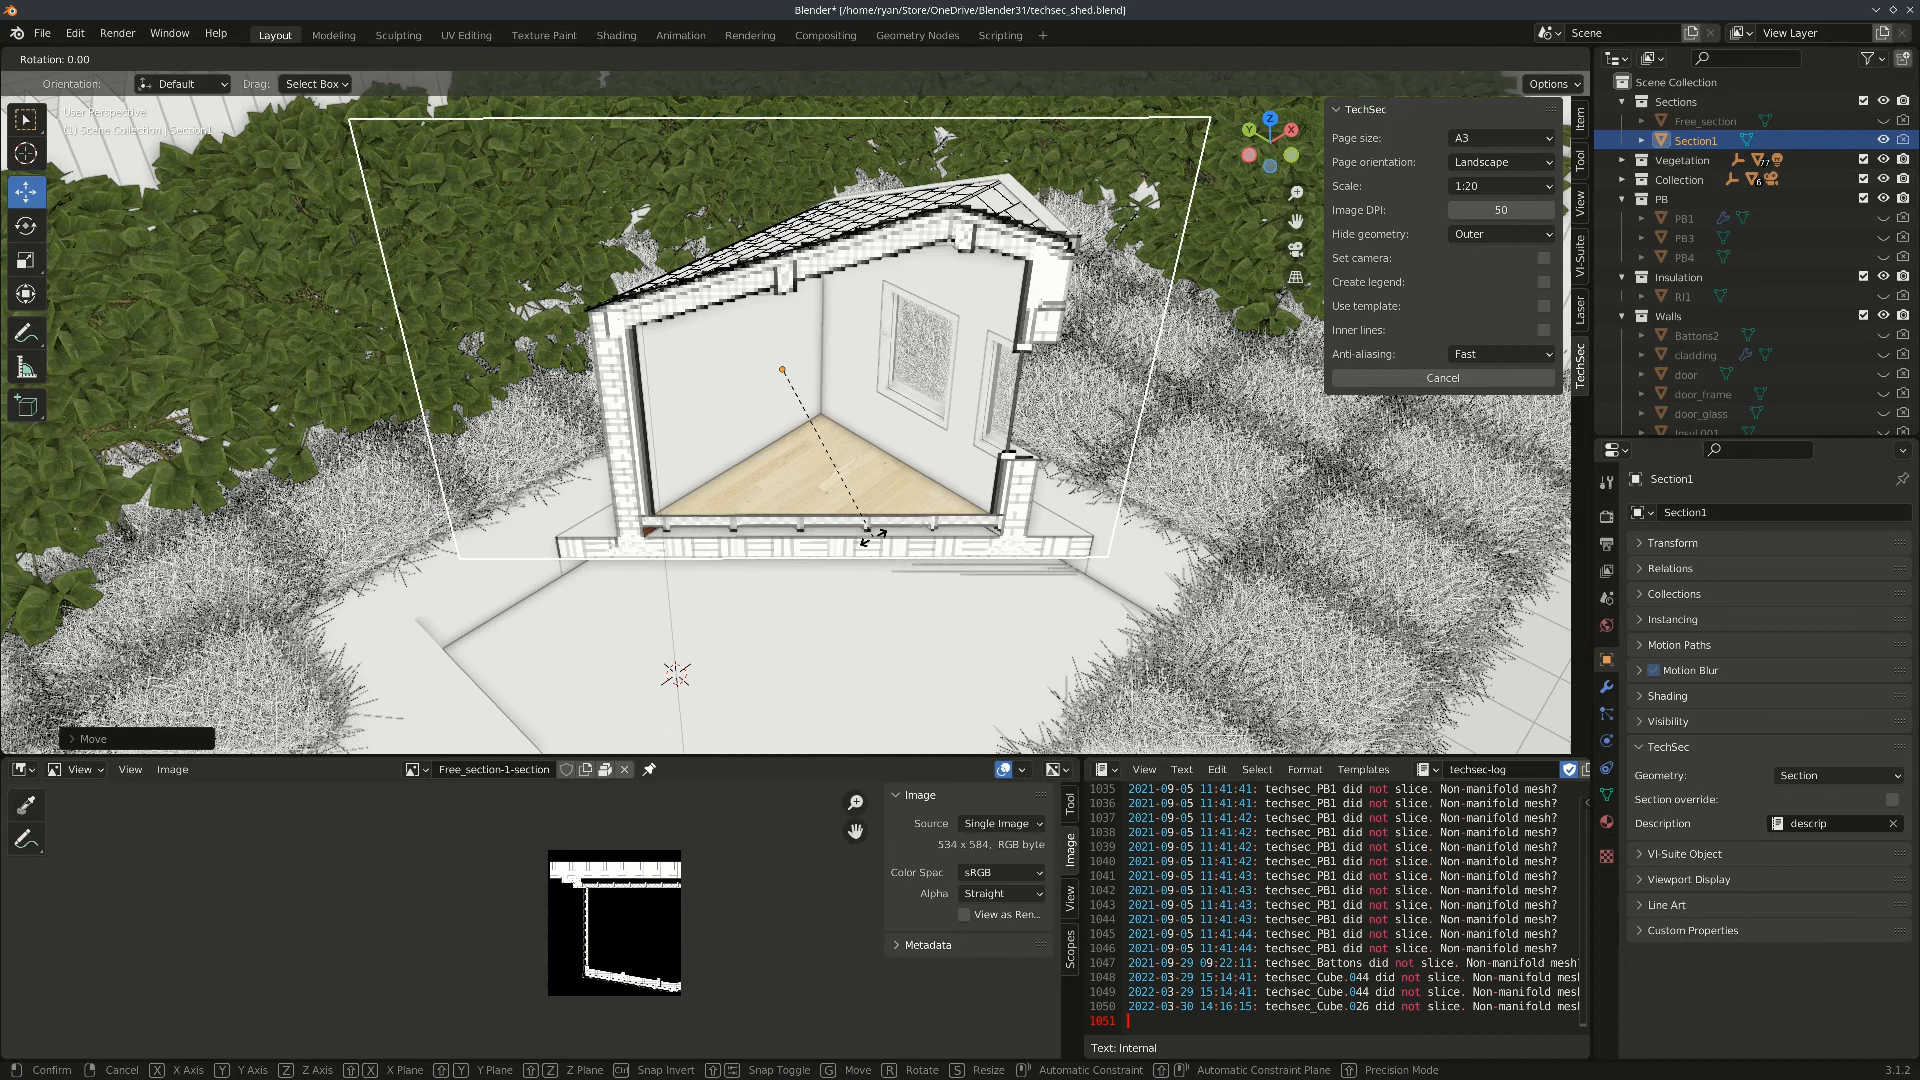 Blender* [/home/ryan/Store/OneDrive/Blender31/techsec_shed.blend]
File Edit Render Window Help
Layout Modeling Sculpting UV Editing Texture Paint Shading Animation Rendering Compositing Geometry Nodes Scripting
Scene
View Layer
Rotation: 0.00
Orientation: Default Drag: Select Box
Options
User Perspective
(1) Scene Collection | Section1
Z
Y
X
TechSec
Page size: A3
Page orientation: Landscape
Scale: 1:20
Image DPI: 50
Hide geometry: Outer
Set camera:
Create legend:
Use template:
Inner lines:
Anti-aliasing: Fast
Cancel
Item
Tool
View
VI-Suite
Laser
TechSec
Move
Scene Collection
Sections
Free_section
Section1
Vegetation 77
Collection 6
PB
PB1
PB3
PB4
Insulation
RI1
Walls
Battons2
cladding
door
door_frame
door_glass
Insul.001
Section1
Section1
Transform
Relations
Collections
Instancing
Motion Paths
Motion Blur
Shading
Visibility
TechSec
Geometry: Section
Section override:
Description descrip
VI-Suite Object
Viewport Display
Line Art
Custom Properties
View View Image
Free_section-1-section
Image
Source Single Image
534 x 584, RGB byte
Color Spac sRGB
Alpha Straight
View as Ren...
Metadata
Tool
Image
View
Scopes
View Text Edit Select Format Templates
techsec-log
1035 2021-09-05 11:41:41: techsec_PB1 did not slice. Non-manifold mesh?
1036 2021-09-05 11:41:41: techsec_PB1 did not slice. Non-manifold mesh?
1037 2021-09-05 11:41:42: techsec_PB1 did not slice. Non-manifold mesh?
1038 2021-09-05 11:41:42: techsec_PB1 did not slice. Non-manifold mesh?
1039 2021-09-05 11:41:42: techsec_PB1 did not slice. Non-manifold mesh?
1040 2021-09-05 11:41:42: techsec_PB1 did not slice. Non-manifold mesh?
1041 2021-09-05 11:41:43: techsec_PB1 did not slice. Non-manifold mesh?
1042 2021-09-05 11:41:43: techsec_PB1 did not slice. Non-manifold mesh?
1043 2021-09-05 11:41:43: techsec_PB1 did not slice. Non-manifold mesh?
1044 2021-09-05 11:41:43: techsec_PB1 did not slice. Non-manifold mesh?
1045 2021-09-05 11:41:44: techsec_PB1 did not slice. Non-manifold mesh?
1046 2021-09-05 11:41:44: techsec_PB1 did not slice. Non-manifold mesh?
1047 2021-09-29 09:22:11: techsec_Battons did not slice. Non-manifold mesh?
1048 2022-03-29 15:14:41: techsec_Cube.044 did not slice. Non-manifold mesh
1049 2022-03-29 15:14:41: techsec_Cube.044 did not slice. Non-manifold mesh
1050 2022-03-30 14:16:15: techsec_Cube.026 did not slice. Non-manifold mesh
1051
Text: Internal
Confirm Cancel X X Axis Y Y Axis Z Z Axis X X Plane Y Y Plane Z Z Plane Ctrl Snap Invert Snap Toggle G Move R Rotate S Resize Automatic Constraint Automatic Constraint Plane Precision Mode
3.1.2